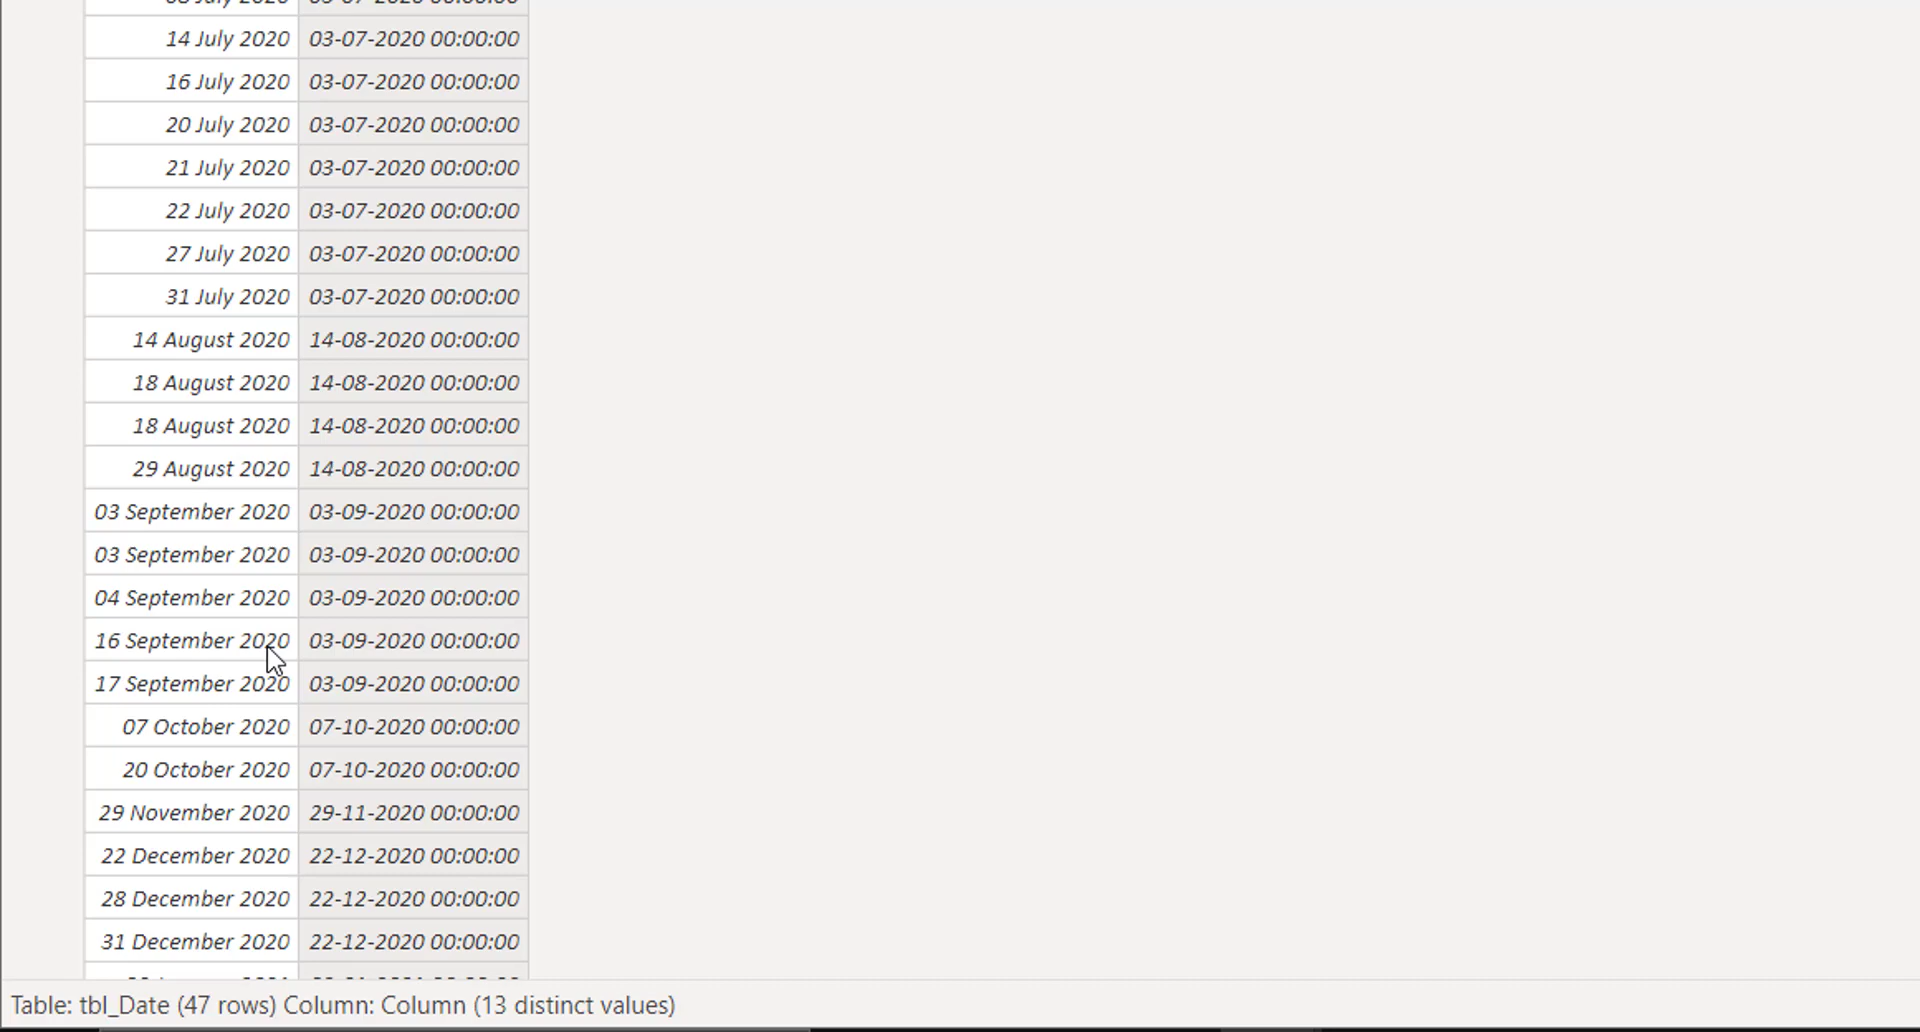 14 July 2020 03-07-2020 00:00:00
16 July 2020 03-07-2020 00:00:00
20 July 2020 03-07-2020 00:00:00
21 July 2020 03-07-2020 00:00:00
22 July 2020 03-07-2020 00:00:00
27 July 2020 03-07-2020 00:00:00
31 July 2020 03-07-2020 00:00:00
14 August 2020 14-08-2020 00:00:00
18 August 2020 14-08-2020 00:00:00
18 August 2020 14-08-2020 00:00:00
29 August 2020 14-08-2020 00:00:00
03 September 2020 03-09-2020 00:00:00
03 September 2020 03-09-2020 00:00:00
04 September 2020 03-09-2020 00:00:00
16 September 2020 03-09-2020 00:00:00
17 September 2020 03-09-2020 00:00:00
07 October 2020 07-10-2020 00:00:00
20 October 2020 07-10-2020 00:00:00
29 November 2020 29-11-2020 00:00:00
22 December 2020 22-12-2020 00:00:00
28 December 2020 22-12-2020 00:00:00
31 December 2020 22-12-2020 00:00:00
Table: tbl_Date (47 rows) Column: Column (13 distinct values)